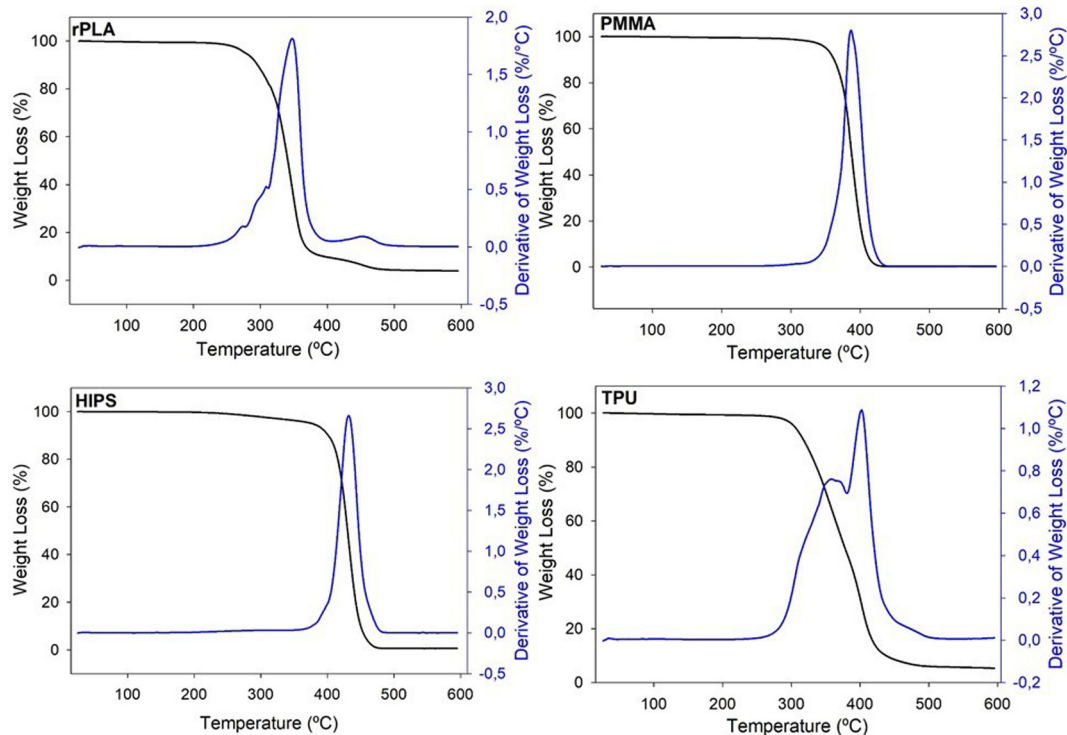 rPLA
100
80
60
40
20
0
Weight Loss (%)
2,0
1,5
1,0
0,5
0,0
-0,5
Derivative of Weight Loss (%/°C)
100 200 300 400 500 600
Temperature (ºC)
PMMA
100
80
60
40
20
0
Weight Loss (%)
3,0
2,5
2,0
1,5
1,0
0,5
0,0
-0,5
Derivative of Weight Loss (%/ºC)
100 200 300 400 500 600
Temperature (ºC)
HIPS
100
80
60
40
20
0
Weight Loss (%)
3,0
2,5
2,0
1,5
1,0
0,5
0,0
-0,5
Derivative of Weight Loss (%/ºC)
100 200 300 400 500 600
Temperature (ºC)
TPU
100
80
60
40
20
0
Weight Loss (%)
1,2
1,0
0,8
0,6
0,4
0,2
0,0
-0,2
Derivative of Weight Loss (%/ºC)
100 200 300 400 500 600
Temperature (ºC)